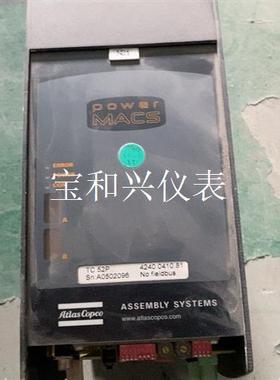 power
MACS
宝和兴仪表
ERROR
A
B
TC 52P 4240 0410 81
Sn:A0502096 No fieldbus
Atlas Copco ASSEMBLY SYSTEMS
www.atlascopco.com